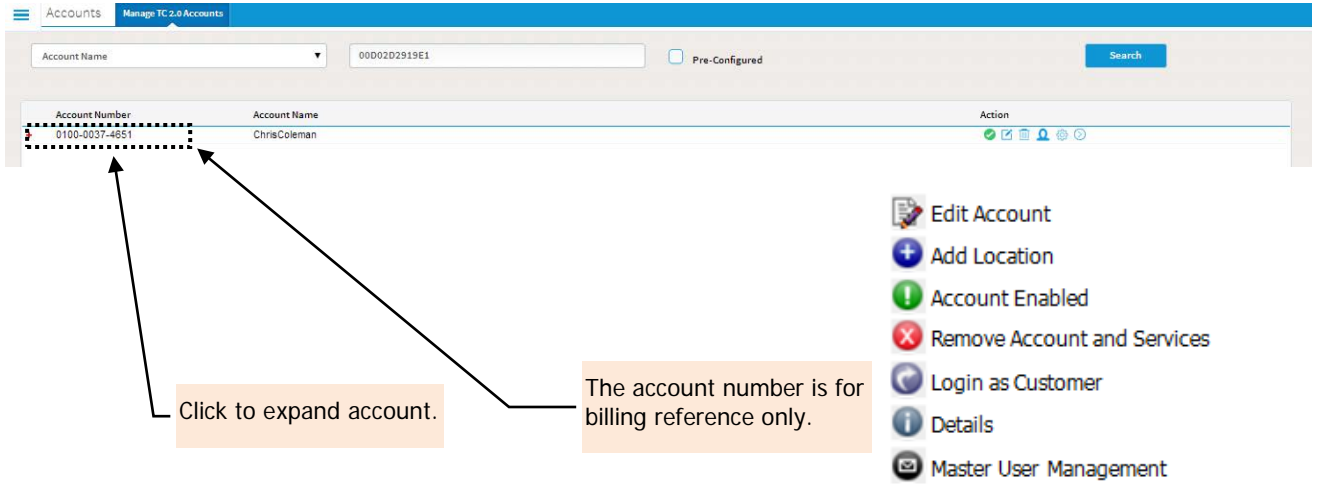 Accounts Manage TC 2.0 Accounts
Account Name 00D02D2919E1 Pre-Configured Search
Account Number Account Name Action
0100-0037-4651 ChrisColeman
Edit Account
Add Location
Account Enabled
Remove Account and Services
Login as Customer
Details
Master User Management
Click to expand account.
The account number is for
billing reference only.